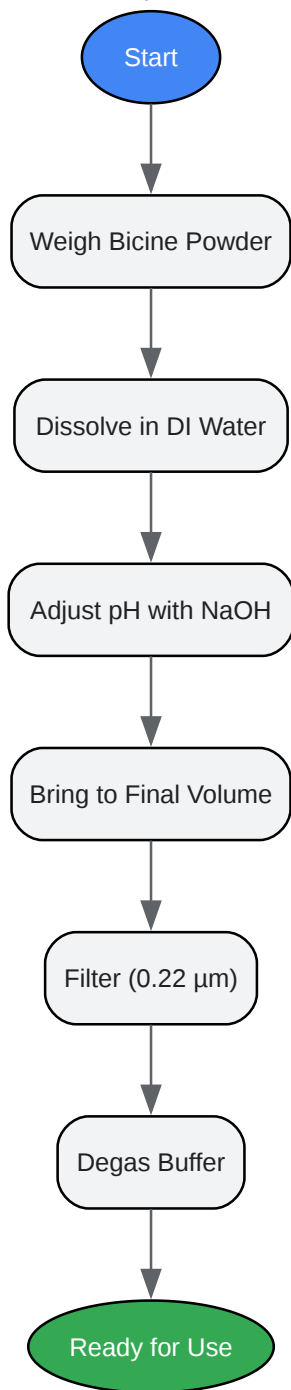 Start
Weigh Bicine Powder
Dissolve in DI Water
Adjust pH with NaOH
Bring to Final Volume
Filter (0.22 µm)
Degas Buffer
Ready for Use